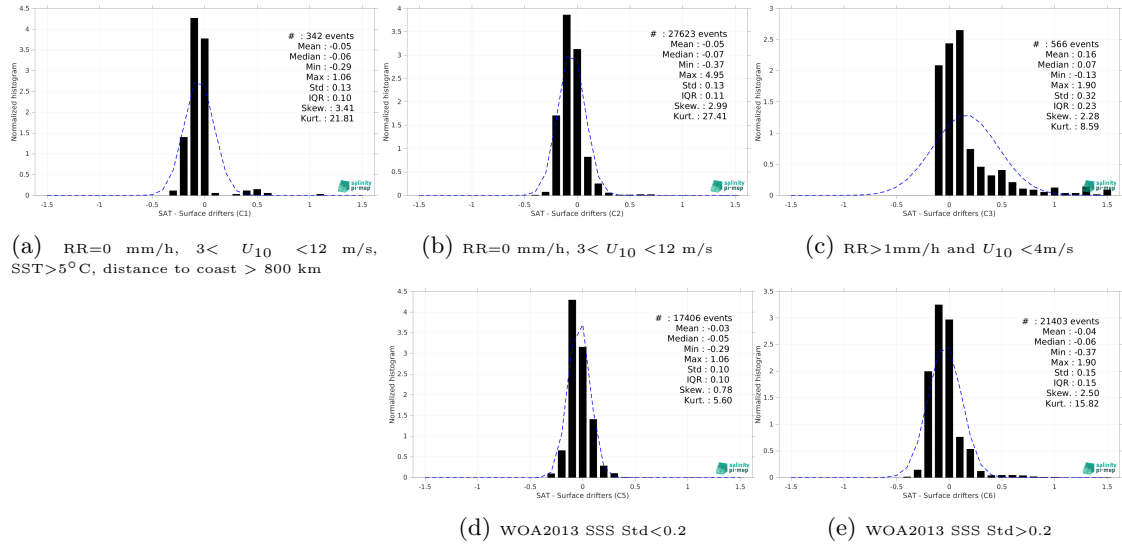 4.5
4
3.5
3
2.5
2
1.5
1
0.5
0
Normalized histogram
# : 342 events
Mean : -0.05
Median : -0.06
Min : -0.29
Max : 1.06
Std : 0.13
IQR : 0.10
Skew. : 3.41
Kurt. : 21.81
salinity
pi-mep
-1.5 -1 -0.5 0 0.5 1 1.5
SAT - Surface drifters (C1)
(a) RR=0 mm/h, 3< U10 <12 m/s,
SST>5°C, distance to coast > 800 km
4
3.5
3
2.5
2
1.5
1
0.5
0
Normalized histogram
# : 27623 events
Mean : -0.05
Median : -0.07
Min : -0.37
Max : 4.95
Std : 0.13
IQR : 0.11
Skew. : 2.99
Kurt. : 27.41
salinity
pi-mep
-1.5 -1 -0.5 0 0.5 1 1.5
SAT - Surface drifters (C2)
(b) RR=0 mm/h, 3< U10 <12 m/s
3
2.5
2
1.5
1
0.5
0
Normalized histogram
# : 566 events
Mean : 0.16
Median : 0.07
Min : -0.13
Max : 1.90
Std : 0.32
IQR : 0.23
Skew. : 2.28
Kurt. : 8.59
salinity
pi-mep
-1.5 -1 -0.5 0 0.5 1 1.5
SAT - Surface drifters (C3)
(c) RR>1mm/h and U10 <4m/s
4.5
4
3.5
3
2.5
2
1.5
1
0.5
0
Normalized histogram
# : 17406 events
Mean : -0.03
Median : -0.05
Min : -0.29
Max : 1.06
Std : 0.10
IQR : 0.10
Skew. : 0.78
Kurt. : 5.60
salinity
pi-mep
-1.5 -1 -0.5 0 0.5 1 1.5
SAT - Surface drifters (C5)
(d) WOA2013 SSS Std<0.2
3.5
3
2.5
2
1.5
1
0.5
0
Normalized histogram
# : 21403 events
Mean : -0.04
Median : -0.06
Min : -0.37
Max : 1.90
Std : 0.15
IQR : 0.15
Skew. : 2.50
Kurt. : 15.82
salinity
pi-mep
-1.5 -1 -0.5 0 0.5 1 1.5
SAT - Surface drifters (C6)
(e) WOA2013 SSS Std>0.2